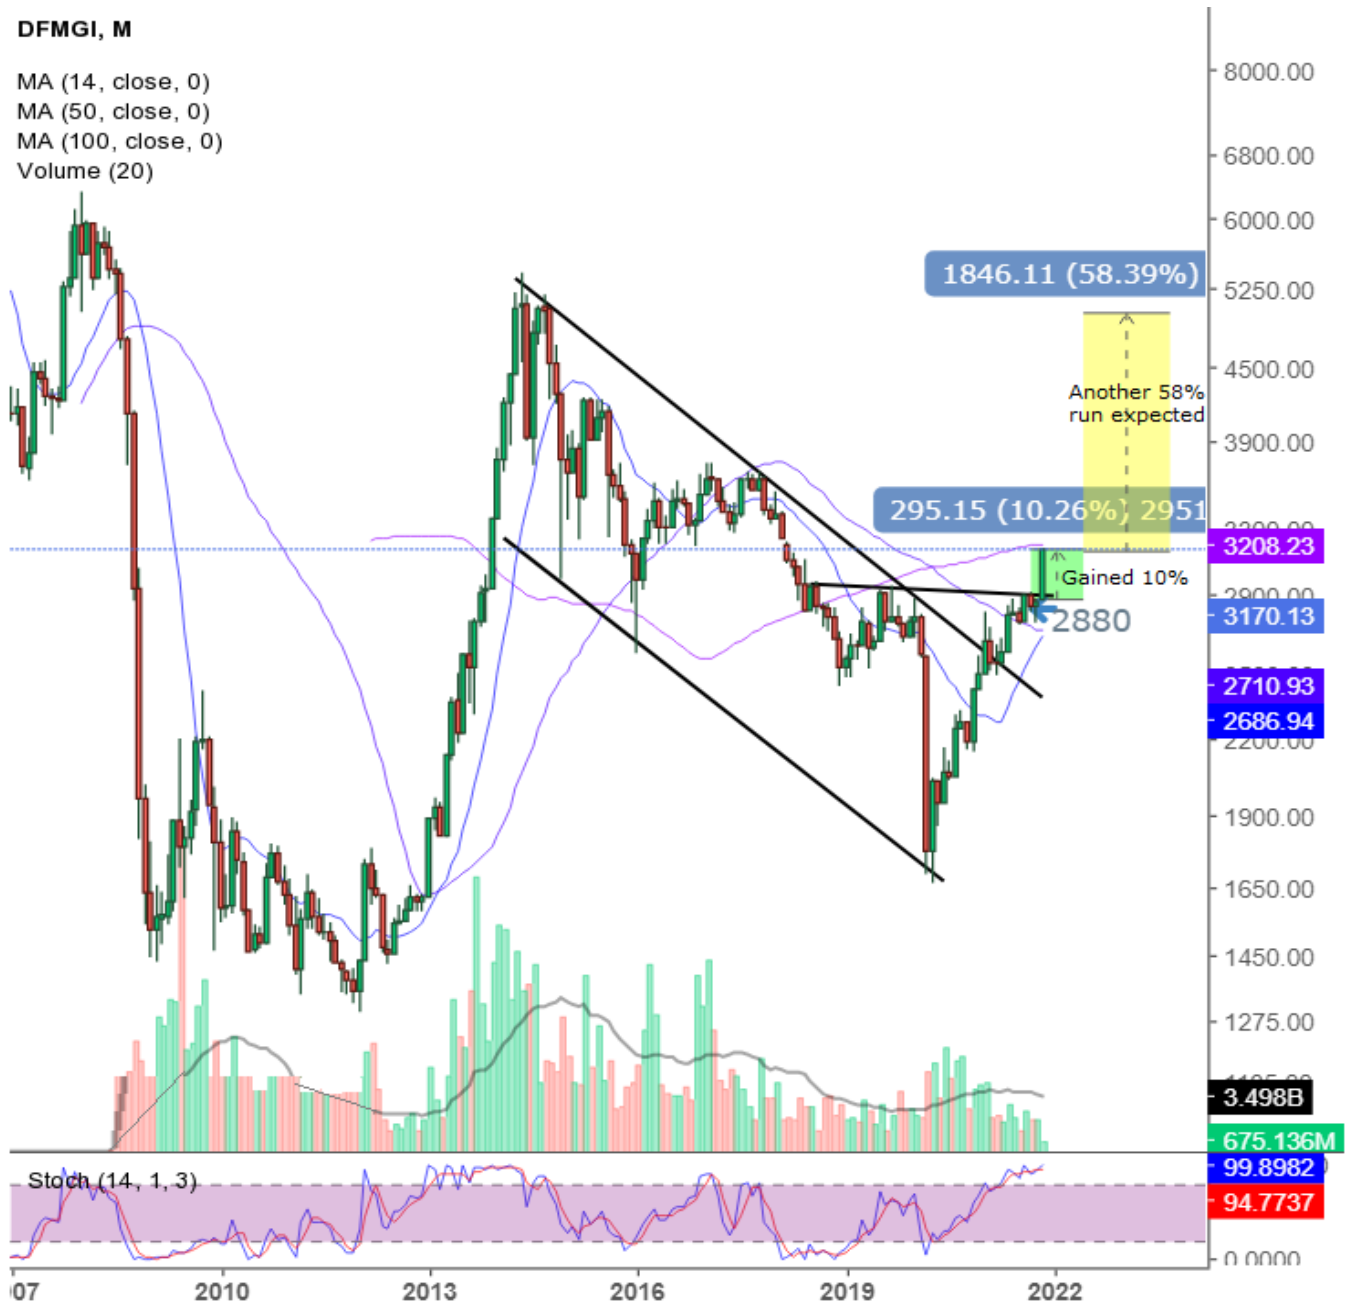 DFMGI, M
MA (14, close, 0)
MA (50, close, 0)
MA (100, close, 0)
Volume (20)
8000.00
6800.00
6000.00
1846.11 (58.39%)
5250.00
4500.00
Another 58%
run expected
3900.00
295.15 (10.26%) 2951
3208.23
Gained 10%
2900.00
3170.13
2880
2710.93
2686.94
2200.00
1900.00
1650.00
1450.00
1275.00
3.498B
675.136M
Stoch (14, 1, 3)
99.8982
94.7737
0.0000
07
2010
2013
2016
2019
2022